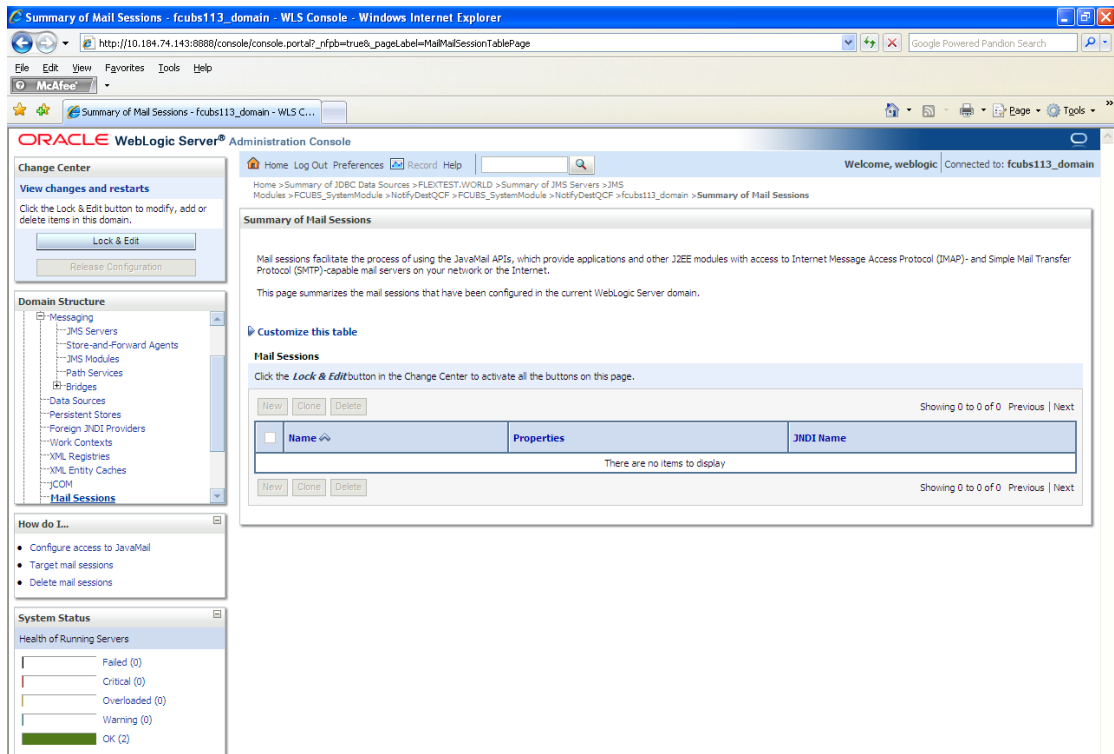 Summary of Mail Sessions - fcubs113_domain - WLS Console - Windows Internet Explorer
http://10.184.74.143:8888/console/console.portal?_nfpb=true&_pageLabel=MailMailSessionTablePage
Google Powered Pandion Search
File Edit View Favorites Tools Help
McAfee
Summary of Mail Sessions - fcubs113_domain - WLS C...
Page Tools
ORACLE WebLogic Server® Administration Console
Change Center
View changes and restarts
Click the Lock & Edit button to modify, add or
delete items in this domain.
Lock & Edit
Release Configuration
Domain Structure
Messaging
JMS Servers
Store-and-Forward Agents
JMS Modules
Path Services
Bridges
Data Sources
Persistent Stores
Foreign JNDI Providers
Work Contexts
XML Registries
XML Entity Caches
jCOM
Mail Sessions
How do I...
Configure access to JavaMail
Target mail sessions
Delete mail sessions
System Status
Health of Running Servers
Failed (0)
Critical (0)
Overloaded (0)
Warning (0)
OK (2)
Home Log Out Preferences Record Help
Welcome, weblogic Connected to: fcubs113_domain
Home >Summary of JDBC Data Sources >FLEXTEST.WORLD >Summary of JMS Servers >JMS
Modules >FCUBS_SystemModule >NotifyDestQCF >FCUBS_SystemModule >NotifyDestQCF >fcubs113_domain >Summary of Mail Sessions
Summary of Mail Sessions
Mail sessions facilitate the process of using the JavaMail APIs, which provide applications and other J2EE modules with access to Internet Message Access Protocol (IMAP)- and Simple Mail Transfer
Protocol (SMTP)-capable mail servers on your network or the Internet.
This page summarizes the mail sessions that have been configured in the current WebLogic Server domain.
Customize this table
Mail Sessions
Click the Lock & Edit button in the Change Center to activate all the buttons on this page.
New Clone Delete
Showing 0 to 0 of 0 Previous | Next
Name Properties JNDI Name
There are no items to display
New Clone Delete
Showing 0 to 0 of 0 Previous | Next